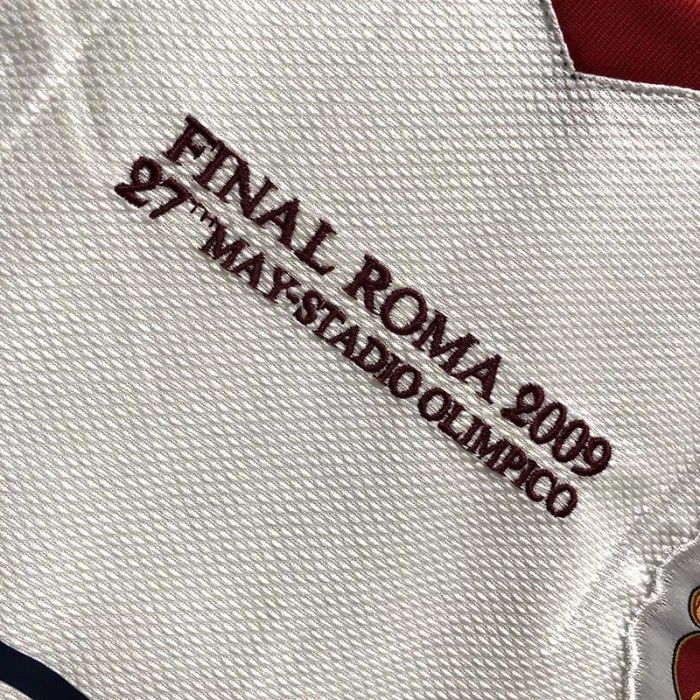 FINAL ROMA 2009
27TH MAY-STADIO OLIMPICO